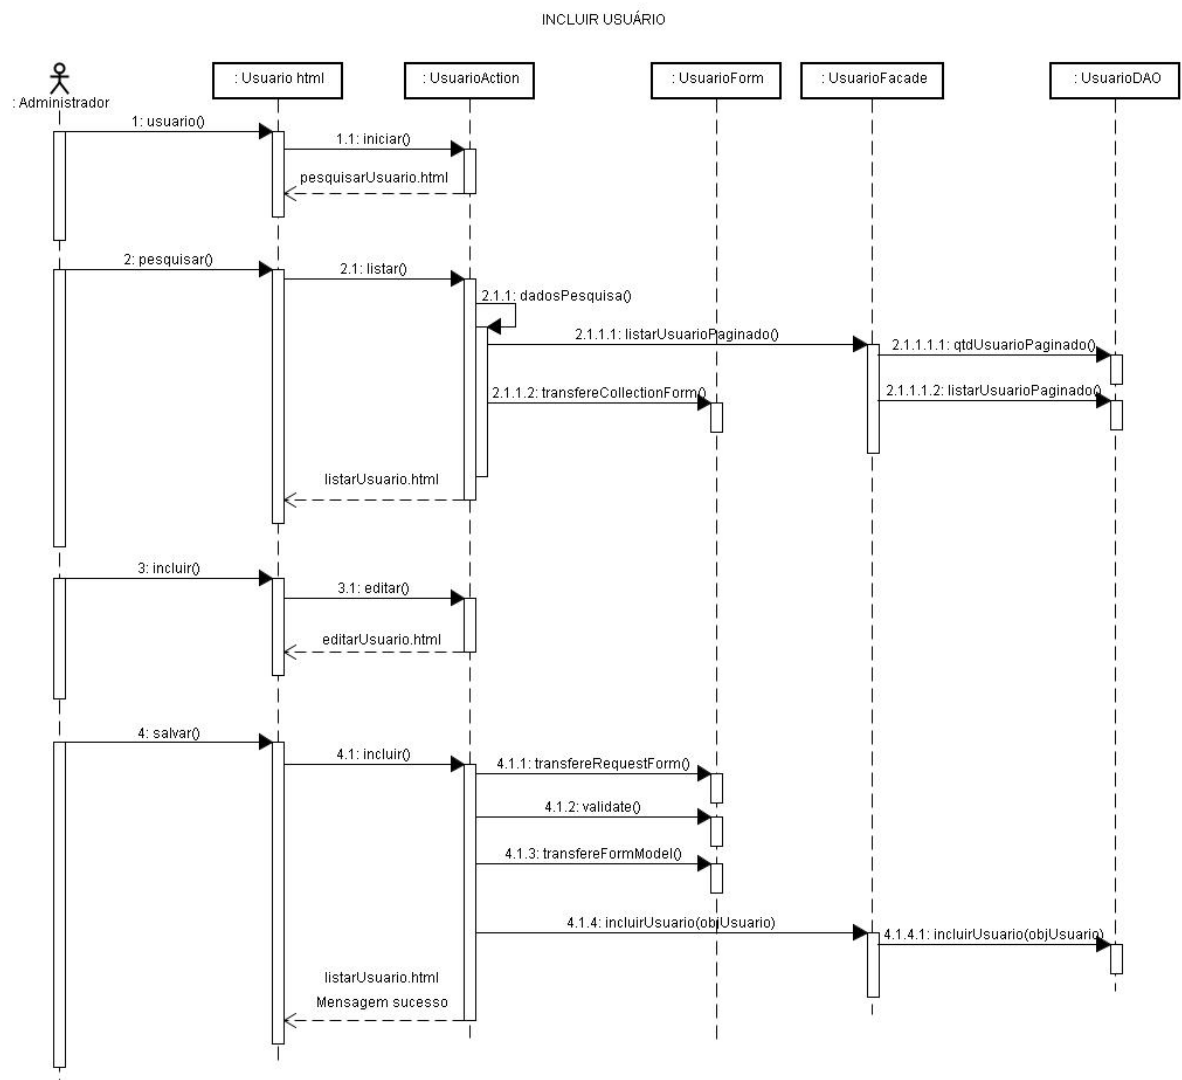 INCLUIR USUÁRIO
: Administrador
: Usuario html
: UsuarioAction
: UsuarioForm
: UsuarioFacade
: UsuarioDAO
1: usuario()
1.1: iniciar()
pesquisarUsuario.html
2: pesquisar()
2.1: listar()
2.1.1: dadosPesquisa()
2.1.1.1: listarUsuarioPaginado()
2.1.1.1.1: qtdUsuarioPaginado()
2.1.1.2: transfereCollectionForm()
2.1.1.1.2: listarUsuarioPaginado()
listarUsuario.html
3: incluir()
3.1: editar()
editarUsuario.html
4: salvar()
4.1: incluir()
4.1.1: transfereRequestForm()
4.1.2: validate()
4.1.3: transfereFormModel()
4.1.4: incluirUsuario(objUsuario)
4.1.4.1: incluirUsuario(objUsuario)
listarUsuario.html
Mensagem sucesso